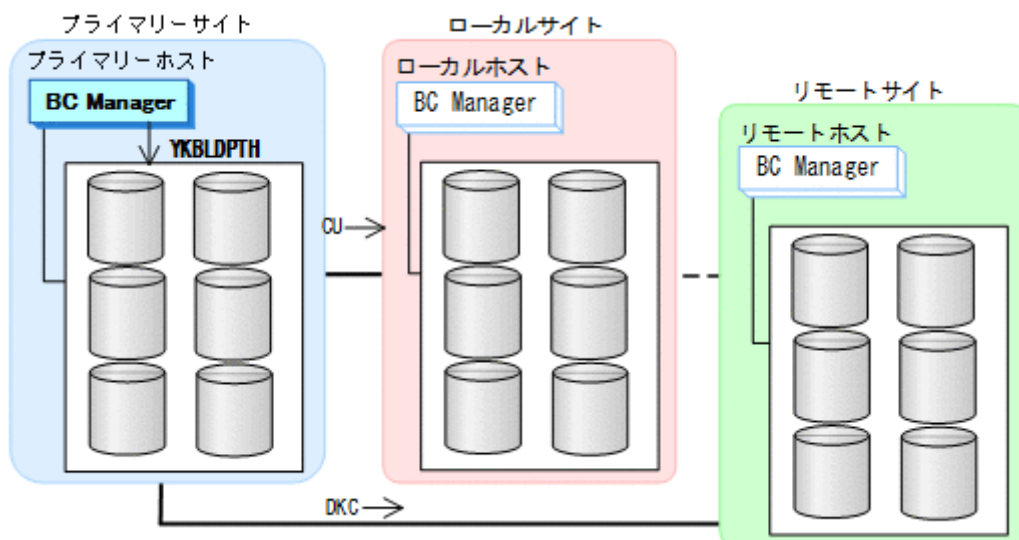 プライマリーサイト
プライマリーホスト
BC Manager
YKBLDPTH
CU
ローカルサイト
ローカルホスト
BC Manager
リモートサイト
リモートホスト
BC Manager
DKC